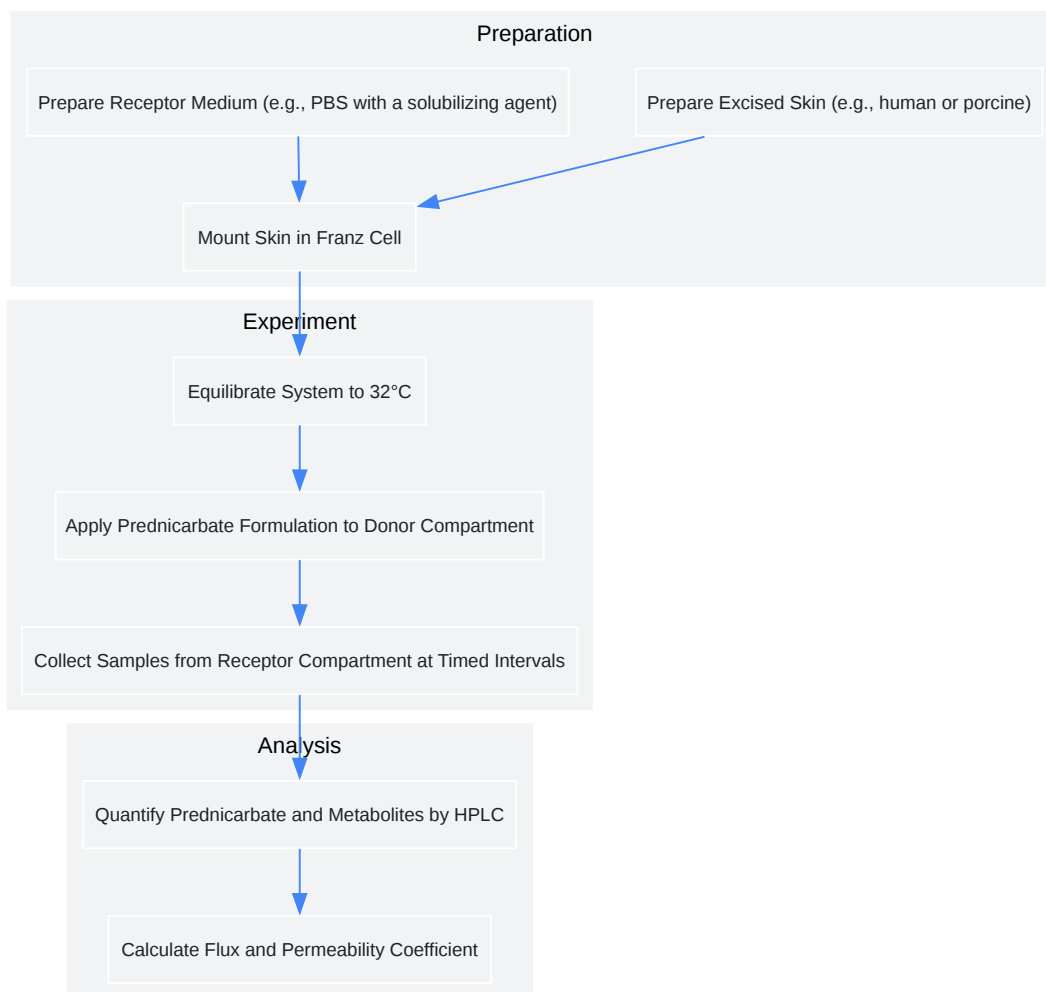 Preparation
Prepare Receptor Medium (e.g., PBS with a solubilizing agent)
Prepare Excised Skin (e.g., human or porcine)
Mount Skin in Franz Cell
Experiment
Equilibrate System to 32°C
Apply Prednicarbate Formulation to Donor Compartment
Collect Samples from Receptor Compartment at Timed Intervals
Analysis
Quantify Prednicarbate and Metabolites by HPLC
Calculate Flux and Permeability Coefficient